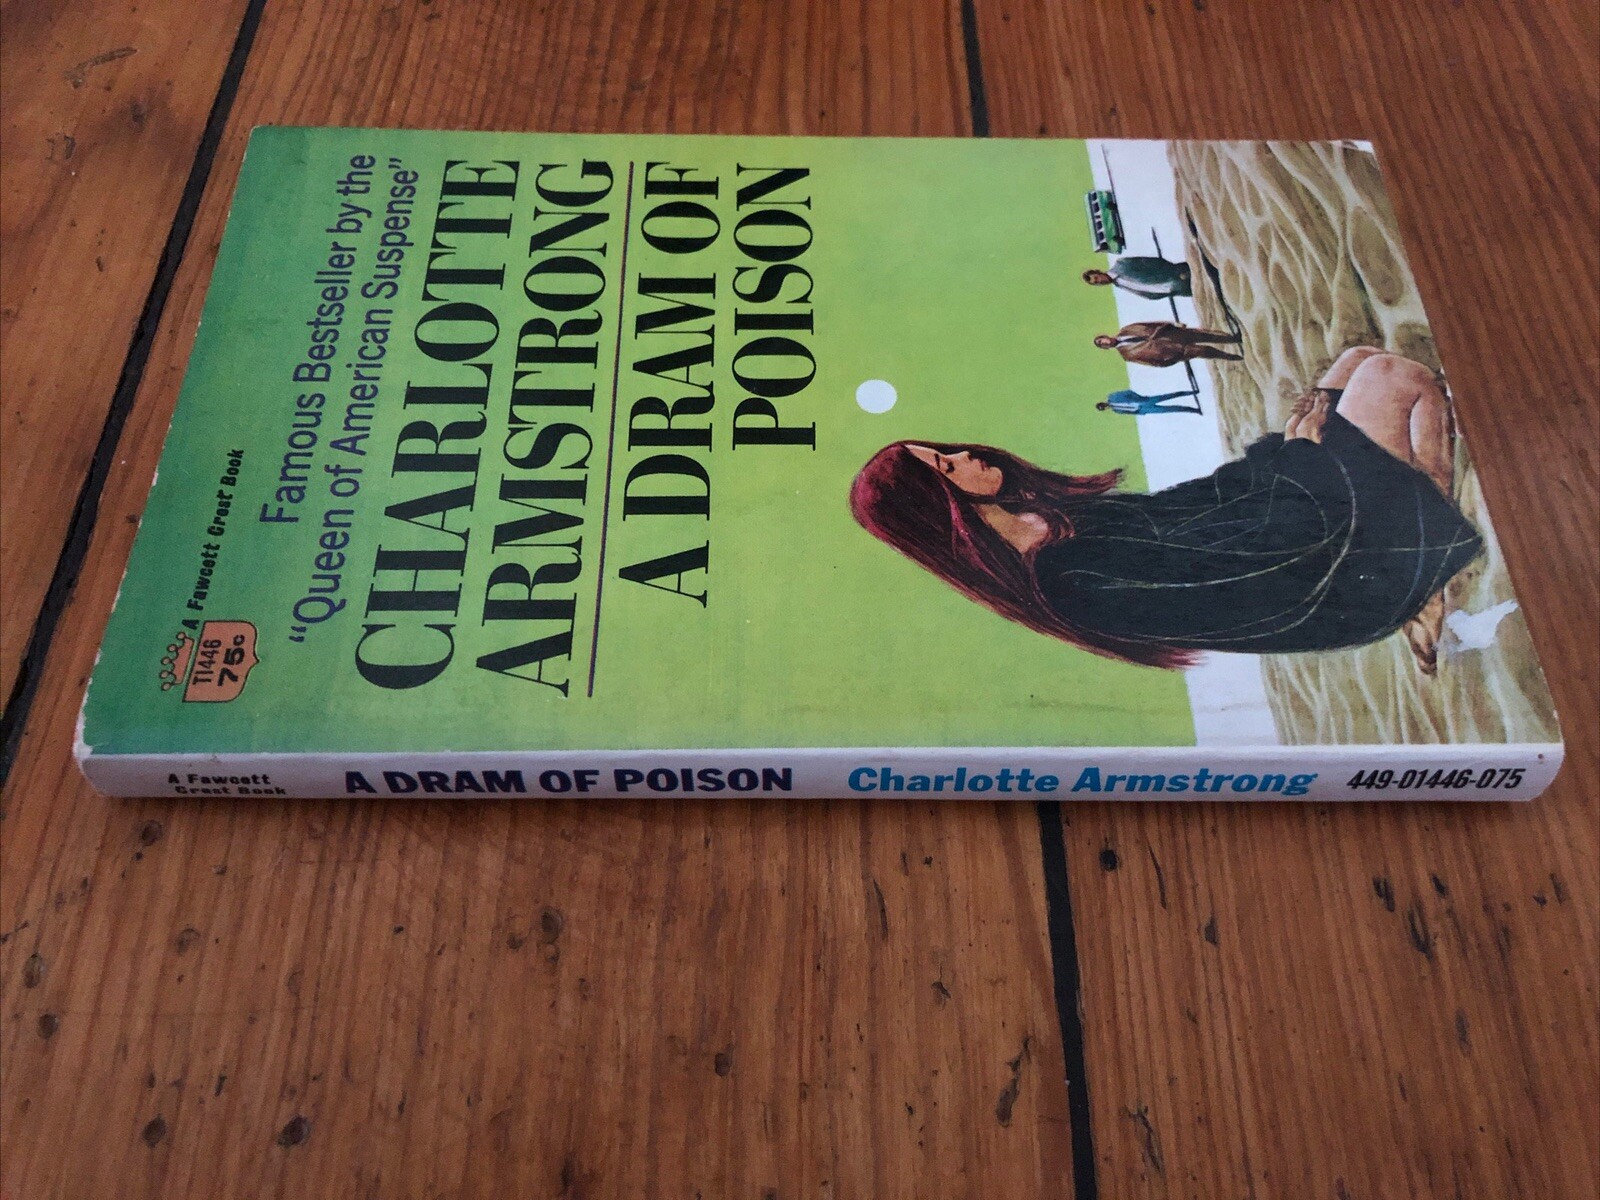 A Fawcett Crest Book
T1446
75c
Famous Bestseller by the
"Queen of American Suspense"
CHARLOTTE
ARMSTRONG
A DRAM OF
POISON
A Fawcett
Crest Book
A DRAM OF POISON
Charlotte Armstrong
449-01446-075